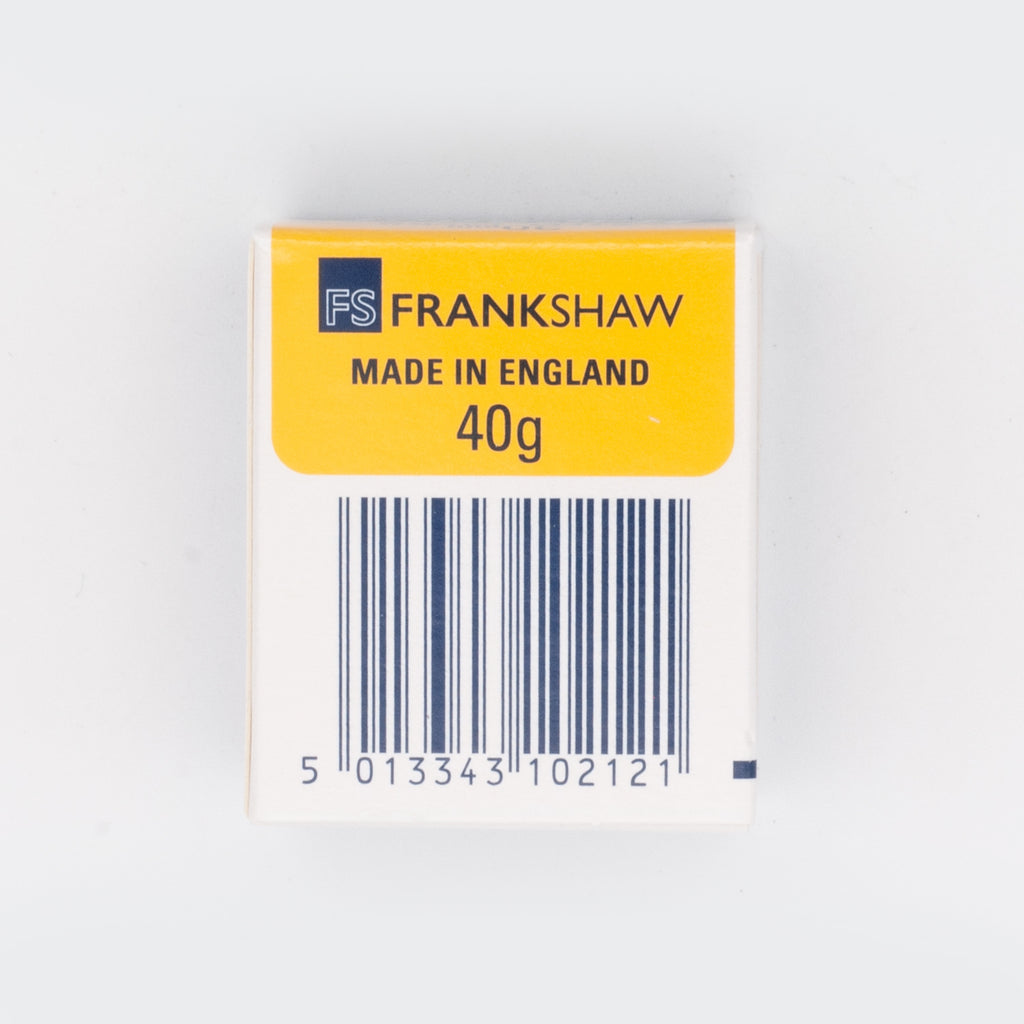 FS FRANKSHAW
MADE IN ENGLAND
40g
5 013343 102121